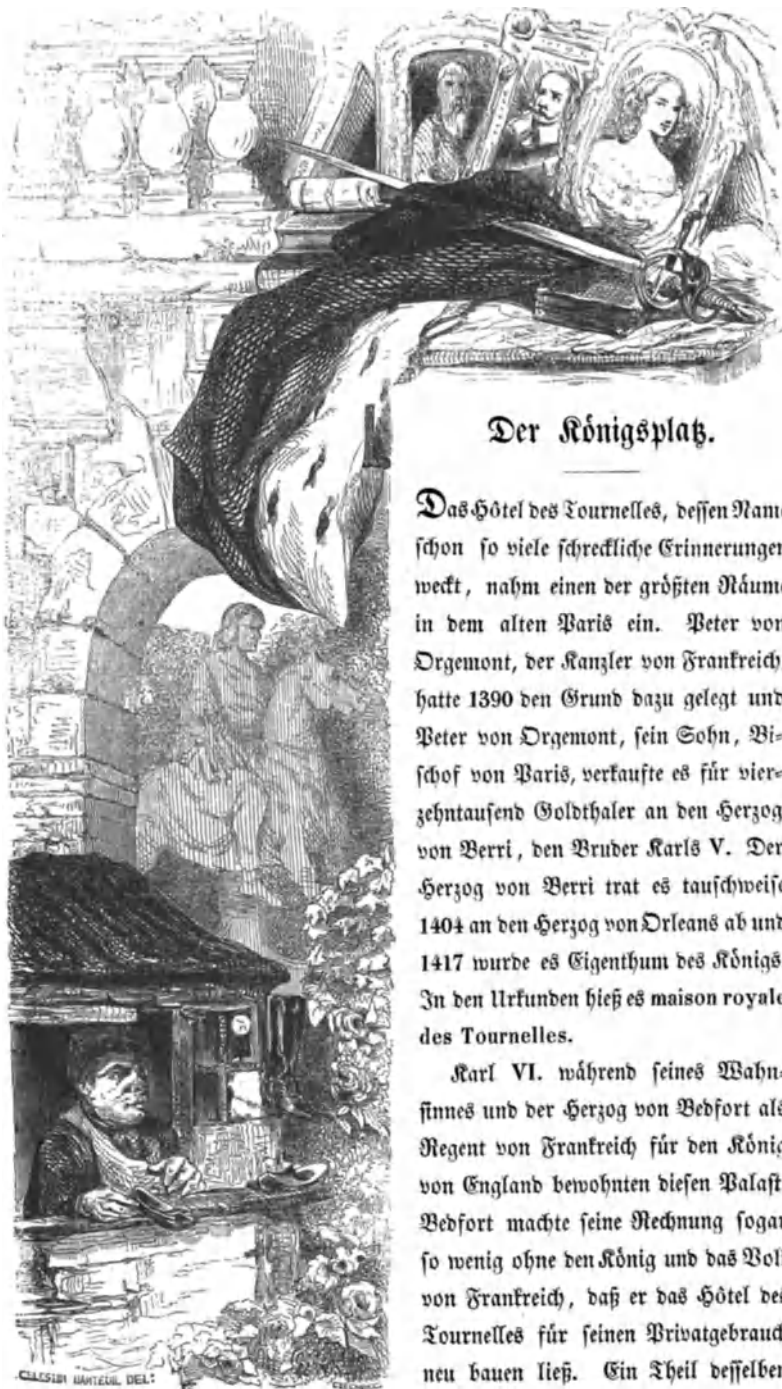 Der Königsplatz.
Das Hôtel des Tournelles, dessen Name
schon so viele schreckliche Erinnerungen
weckt, nahm einen der größten Räume
in dem alten Paris ein. Peter von
Orgemont, der Kanzler von Frankreich,
hatte 1390 den Grund dazu gelegt und
Peter von Orgemont, sein Sohn, Bi=
schof von Paris, verkaufte es für vier=
zehntausend Goldthaler an den Herzog
von Berri, den Bruder Karls V. Der
Herzog von Berri trat es tauschweise
1404 an den Herzog von Orleans ab und
1417 wurde es Eigenthum des Königs.
In den Urkunden hieß es maison royale
des Tournelles.
Karl VI. während seines Wahn=
sinnes und der Herzog von Bedfort als
Regent von Frankreich für den König
von England bewohnten diesen Palast.
Bedfort machte seine Rechnung sogar
so wenig ohne den König und das Volk
von Frankreich, daß er das Hôtel des
Tournelles für seinen Privatgebrauch
neu bauen ließ. Ein Theil desselben
CELESTIN NANTEUIL DEL: